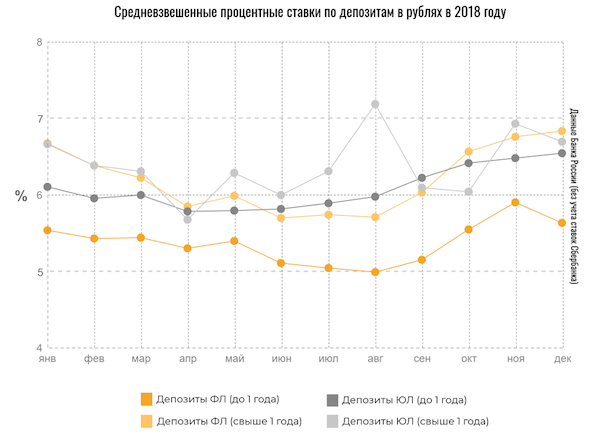 Средневзвешенные процентные ставки по депозитам в рублях в 2018 году
8
7
6
5
4
%
янв фев мар апр май июн июл авг сен окт ноя дек
Данные Банка России (без учета ставок Сбербанка)
Депозиты ФЛ (до 1 года)
Депозиты ЮЛ (до 1 года)
Депозиты ФЛ (свыше 1 года)
Депозиты ЮЛ (свыше 1 года)